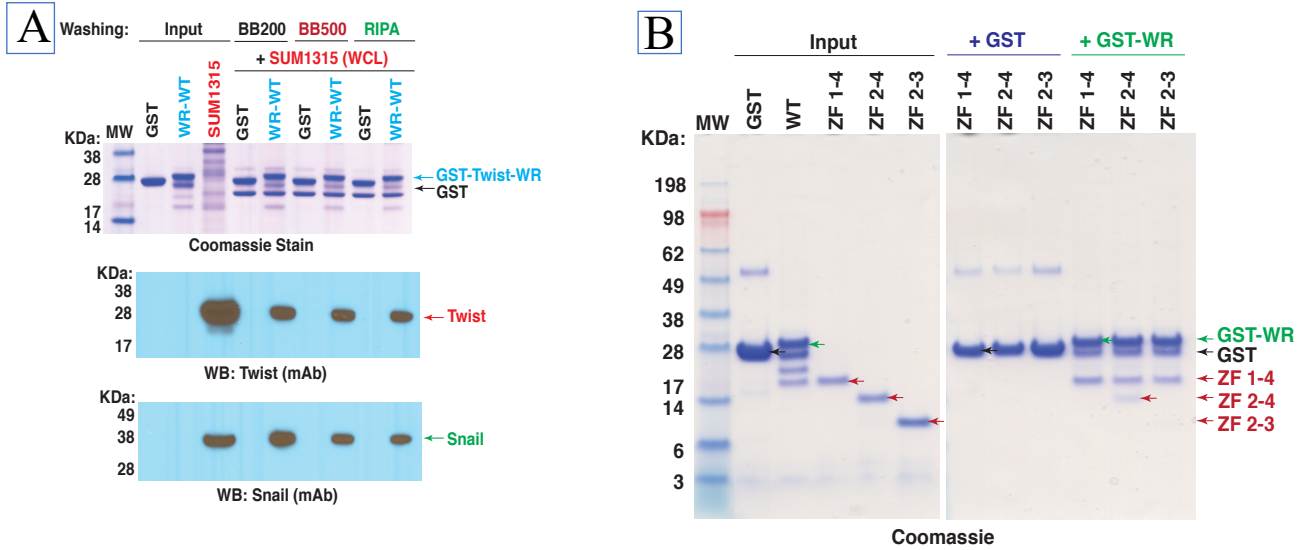 A
Washing: Input BB200 BB500 RIPA
+ SUM1315 (WCL)
MW GST WR-WT SUM1315 GST WR-WT GST WR-WT GST WR-WT
KDa:
38
28
17
14
GST-Twist-WR
GST
Coomassie Stain
KDa:
38
28
17
Twist
WB: Twist (mAb)
KDa:
49
38
28
Snail
WB: Snail (mAb)
B
Input + GST + GST-WR
MW GST WT ZF 1-4 ZF 2-4 ZF 2-3 ZF 1-4 ZF 2-4 ZF 2-3 ZF 1-4 ZF 2-4 ZF 2-3
KDa:
198
98
62
49
38
28
17
14
6
3
GST-WR
GST
ZF 1-4
ZF 2-4
ZF 2-3
Coomassie